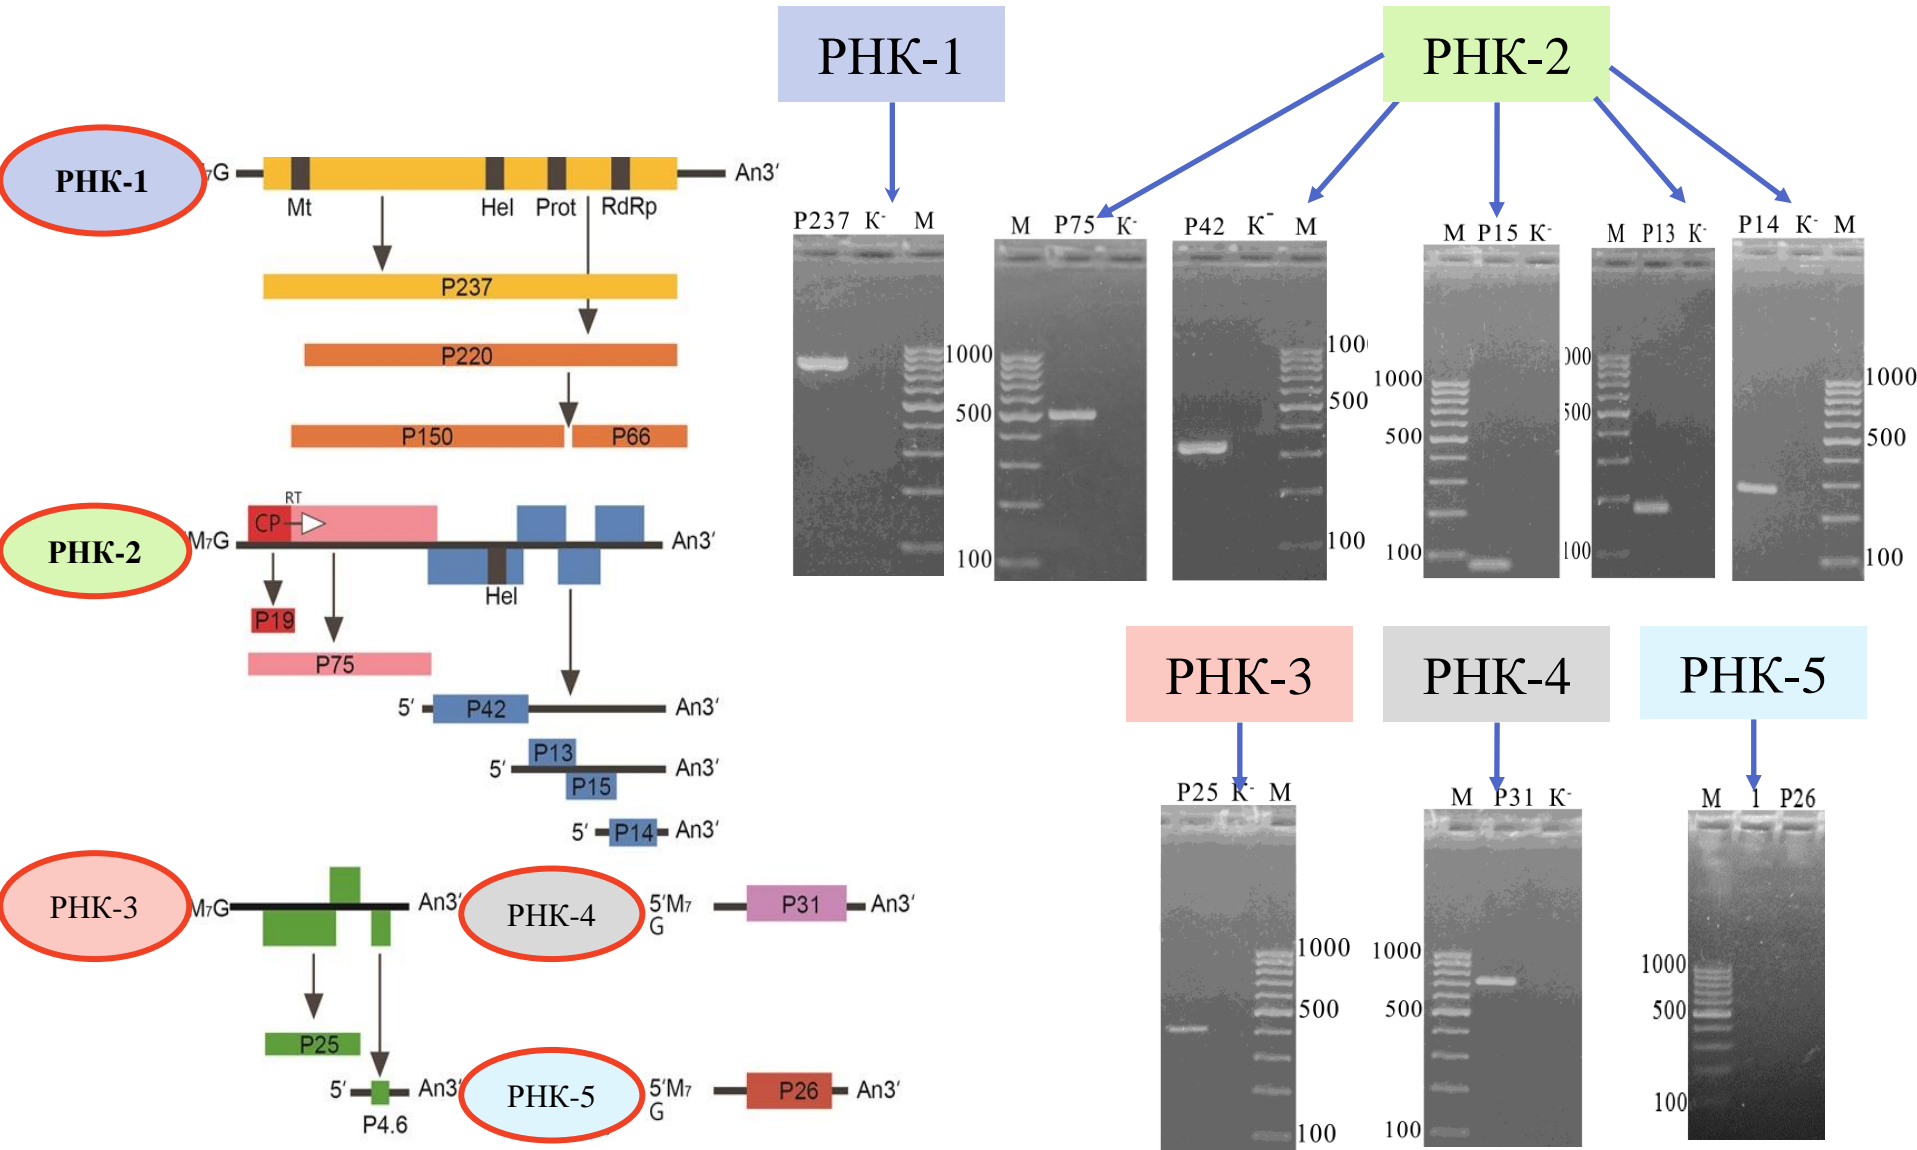 РНК-1
РНК-2
РНК-1
7G
An3'
Mt
Hel
Prot
RdRp
P237
P220
P150
P66
РНК-2
M7G
RT
CP
An3'
Hel
P19
P75
5'
P42
An3'
P13
5'
An3'
P15
5'
P14
An3'
РНК-3
M7G
An3'
P25
5'
An3'
P4.6
РНК-4
5'M7
G
P31
An3'
РНК-5
5'M7
G
P26
An3'
P237 K- M
1000
500
100
M P75 K-
P42 K- M
100
500
100
M P15 K-
1000
500
100
M P13 K-
000
500
100
P14 K- M
1000
500
100
РНК-3
РНК-4
РНК-5
P25 K- M
1000
500
100
M P31 K-
1000
500
100
M 1 P26
1000
500
100